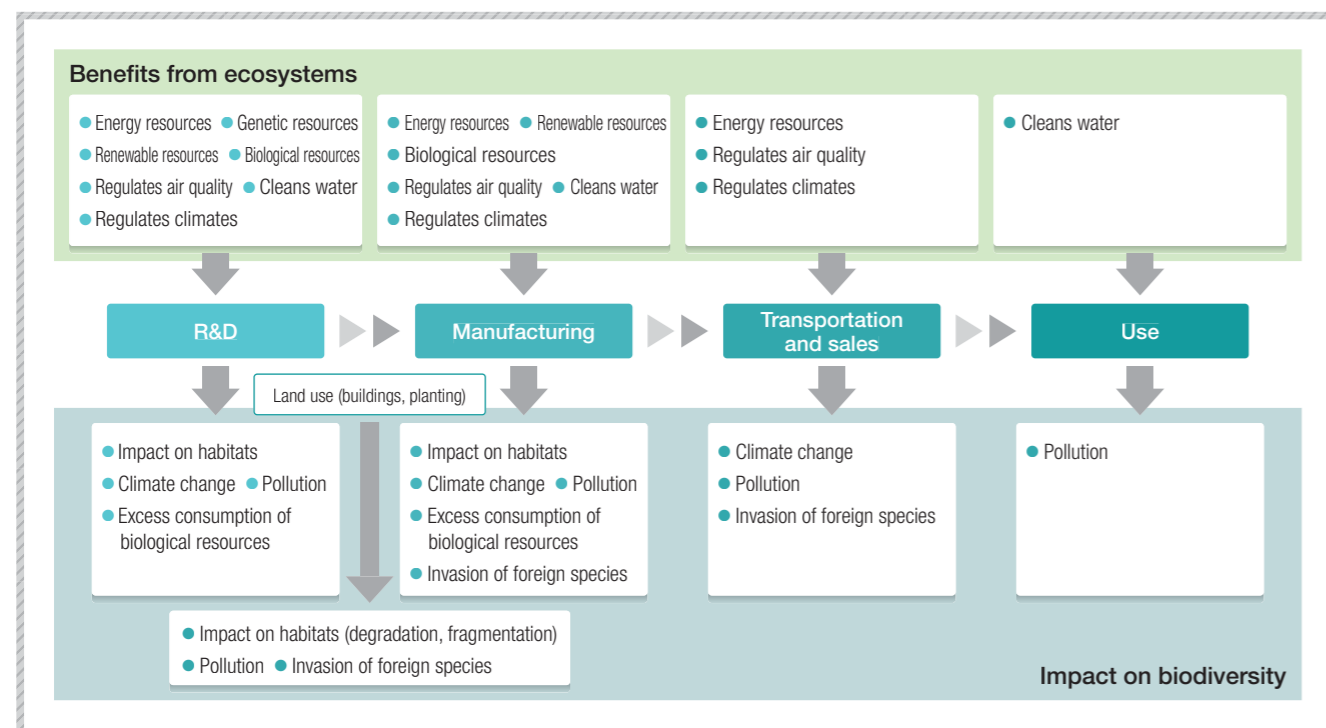 Benefits from ecosystems
● Energy resources ● Genetic resources
● Renewable resources ● Biological resources
● Regulates air quality ● Cleans water
● Regulates climates
● Energy resources ● Renewable resources
● Biological resources
● Regulates air quality ● Cleans water
● Regulates climates
● Energy resources
● Regulates air quality
● Regulates climates
● Cleans water
R&D
Manufacturing
Transportation
and sales
Use
Land use (buildings, planting)
● Impact on habitats
● Climate change ● Pollution
● Excess consumption of
biological resources
● Impact on habitats
● Climate change ● Pollution
● Excess consumption of
biological resources
● Invasion of foreign species
● Climate change
● Pollution
● Invasion of foreign species
● Pollution
● Impact on habitats (degradation, fragmentation)
● Pollution ● Invasion of foreign species
Impact on biodiversity